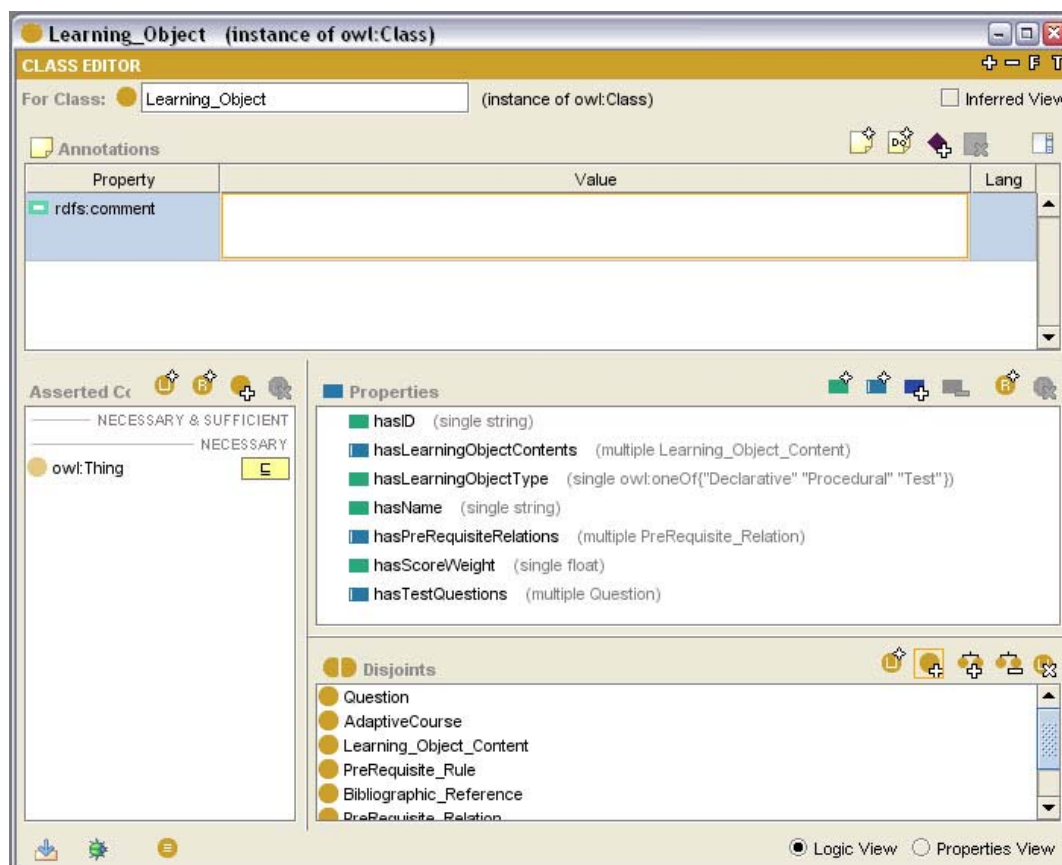 Learning_Object (instance of owl:Class)
CLASS EDITOR
F T
For Class: Learning_Object (instance of owl:Class) Inferred View
Annotations
Property Value Lang
rdfs:comment
Asserted Co
NECESSARY & SUFFICIENT
NECESSARY
owl:Thing ⊑
Properties
hasID (single string)
hasLearningObjectContents (multiple Learning_Object_Content)
hasLearningObjectType (single owl:oneOf{"Declarative" "Procedural" "Test"})
hasName (single string)
hasPreRequisiteRelations (multiple PreRequisite_Relation)
hasScoreWeight (single float)
hasTestQuestions (multiple Question)
Disjoints
Question
AdaptiveCourse
Learning_Object_Content
PreRequisite_Rule
Bibliographic_Reference
PreRequisite_Relation
Logic View Properties View